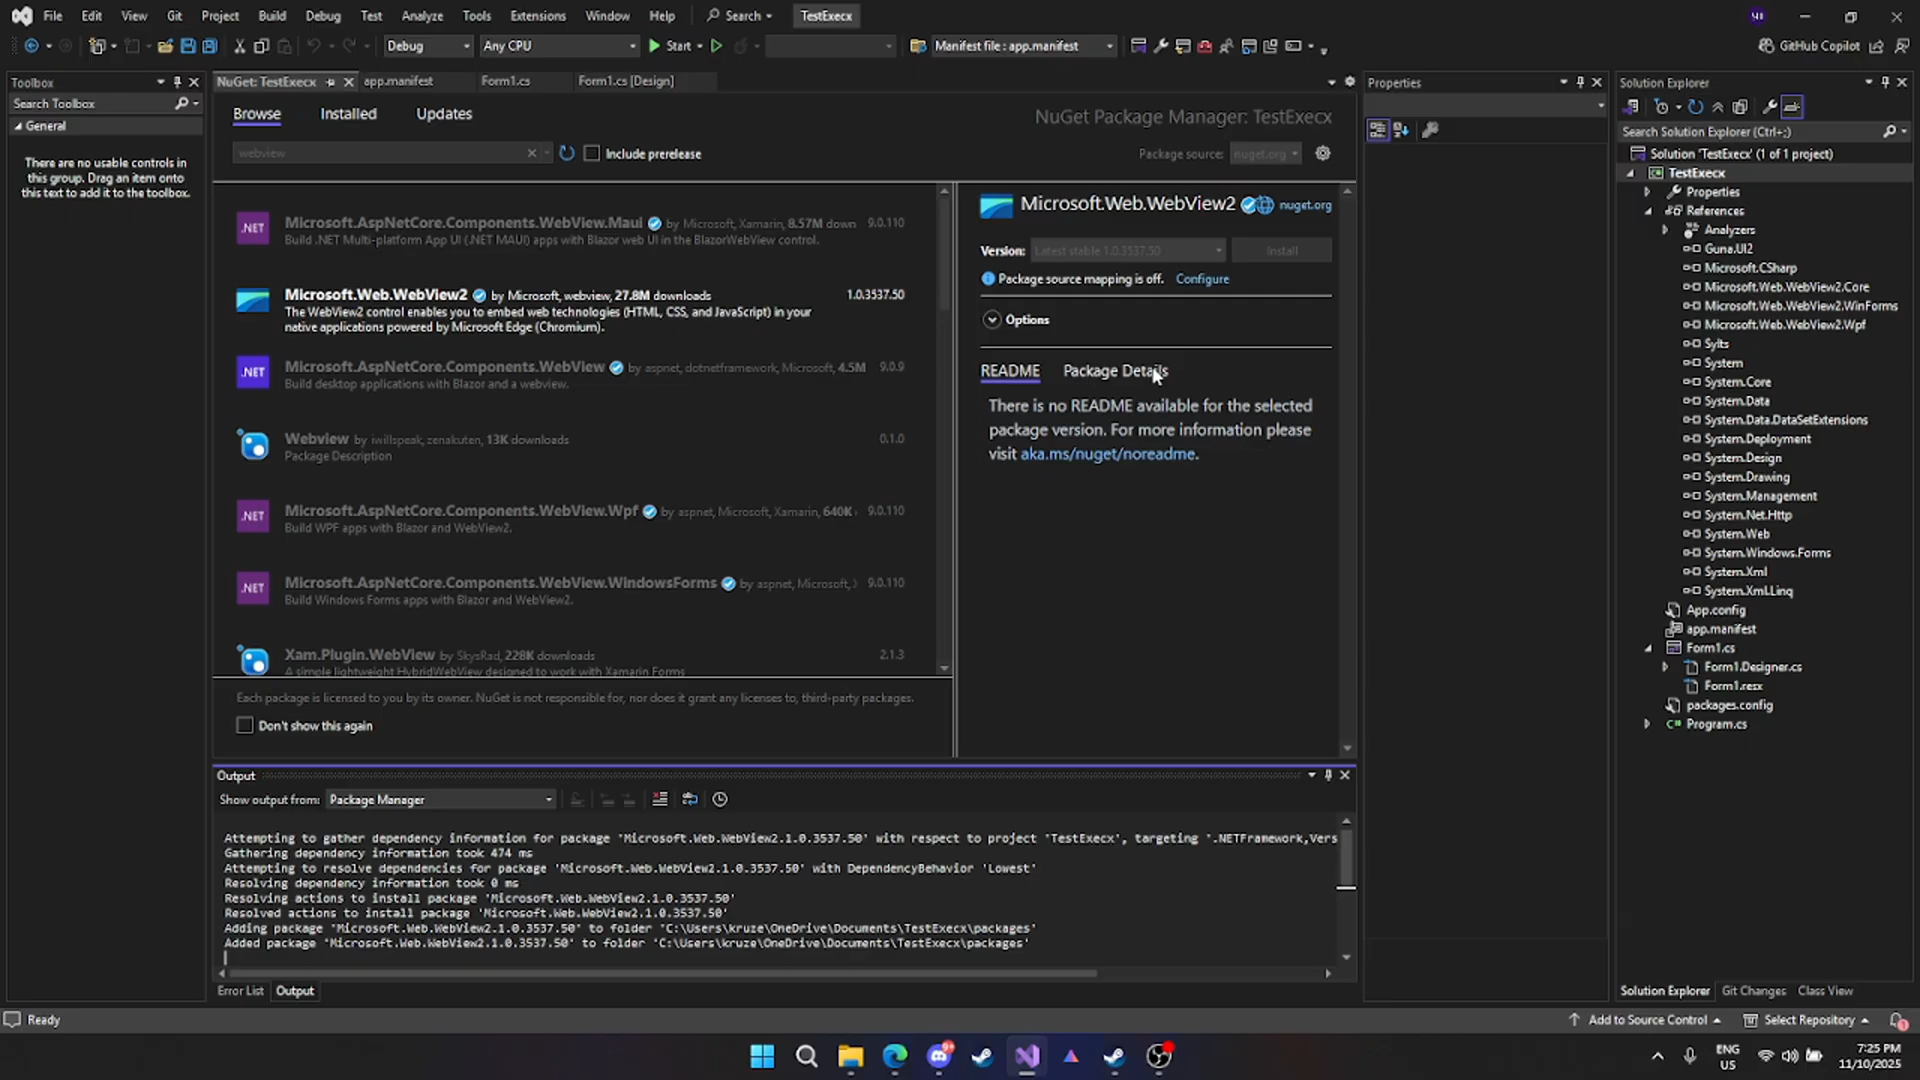 File Edit View Git Project Build Debug Test Analyze Tools Extensions Window Help Search TestExecx
Debug Any CPU Start Manifest file : app.manifest GitHub Copilot
Toolbox
Search Toolbox
General
There are no usable controls in
this group. Drag an item onto
this text to add it to the toolbox.
NuGet: TestExecx app.manifest Form1.cs Form1.cs [Design]
Browse Installed Updates
NuGet Package Manager: TestExecx
webview
Include prerelease
Package source: nuget.org
Microsoft.AspNetCore.Components.WebView.Maui by Microsoft, Xamarin, 8.57M down 9.0.110
.NET
Build .NET Multi-platform App UI (.NET MAUI) apps with Blazor web UI in the BlazorWebView control.
Microsoft.Web.WebView2 by Microsoft, webview, 27.8M downloads 1.0.3537.50
The WebView2 control enables you to embed web technologies (HTML, CSS, and JavaScript) in your
native applications powered by Microsoft Edge (Chromium).
Microsoft.AspNetCore.Components.WebView by aspnet, dotnetframework, Microsoft, 4.5M 9.0.9
.NET
Build desktop applications with Blazor and a webview.
Webview by iwillspeak, zenakuten, 13K downloads 0.1.0
Package Description
Microsoft.AspNetCore.Components.WebView.Wpf by aspnet, Microsoft, Xamarin, 640K 9.0.110
.NET
Build WPF apps with Blazor and WebView2.
Microsoft.AspNetCore.Components.WebView.WindowsForms by aspnet, Microsoft, 9.0.110
.NET
Build Windows Forms apps with Blazor and WebView2.
Xam.Plugin.WebView by SkysRad, 228K downloads 2.1.3
A simple lightweight HybridWebView designed to work with Xamarin Forms
Each package is licensed to you by its owner. NuGet is not responsible for, nor does it grant any licenses to, third-party packages.
Don't show this again
Microsoft.Web.WebView2 nuget.org
Version: Latest stable 1.0.3537.50 Install
Package source mapping is off. Configure
Options
README Package Details
There is no README available for the selected
package version. For more information please
visit aka.ms/nuget/noreadme.
Output
Show output from: Package Manager
Attempting to gather dependency information for package 'Microsoft.Web.WebView2.1.0.3537.50' with respect to project 'TestExecx', targeting '.NETFramework,Vers
Gathering dependency information took 474 ms
Attempting to resolve dependencies for package 'Microsoft.Web.WebView2.1.0.3537.50' with DependencyBehavior 'Lowest'
Resolving dependency information took 0 ms
Resolving actions to install package 'Microsoft.Web.WebView2.1.0.3537.50'
Resolved actions to install package 'Microsoft.Web.WebView2.1.0.3537.50'
Adding package 'Microsoft.Web.WebView2.1.0.3537.50' to folder 'C:\Users\kruze\OneDrive\Documents\TestExecx\packages'
Added package 'Microsoft.Web.WebView2.1.0.3537.50' to folder 'C:\Users\kruze\OneDrive\Documents\TestExecx\packages'
Error List Output
Properties
Solution Explorer
Search Solution Explorer (Ctrl+;)
Solution 'TestExecx' (1 of 1 project)
TestExecx
Properties
References
Analyzers
Guna.UI2
Microsoft.CSharp
Microsoft.Web.WebView2.Core
Microsoft.Web.WebView2.WinForms
Microsoft.Web.WebView2.Wpf
Sylts
System
System.Core
System.Data
System.Data.DataSetExtensions
System.Deployment
System.Design
System.Drawing
System.Management
System.Net.Http
System.Web
System.Windows.Forms
System.Xml
System.Xml.Linq
App.config
app.manifest
Form1.cs
Form1.Designer.cs
Form1.resx
packages.config
C# Program.cs
Solution Explorer Git Changes Class View
Ready
Add to Source Control Select Repository
ENG
US
7:25 PM
11/10/2025